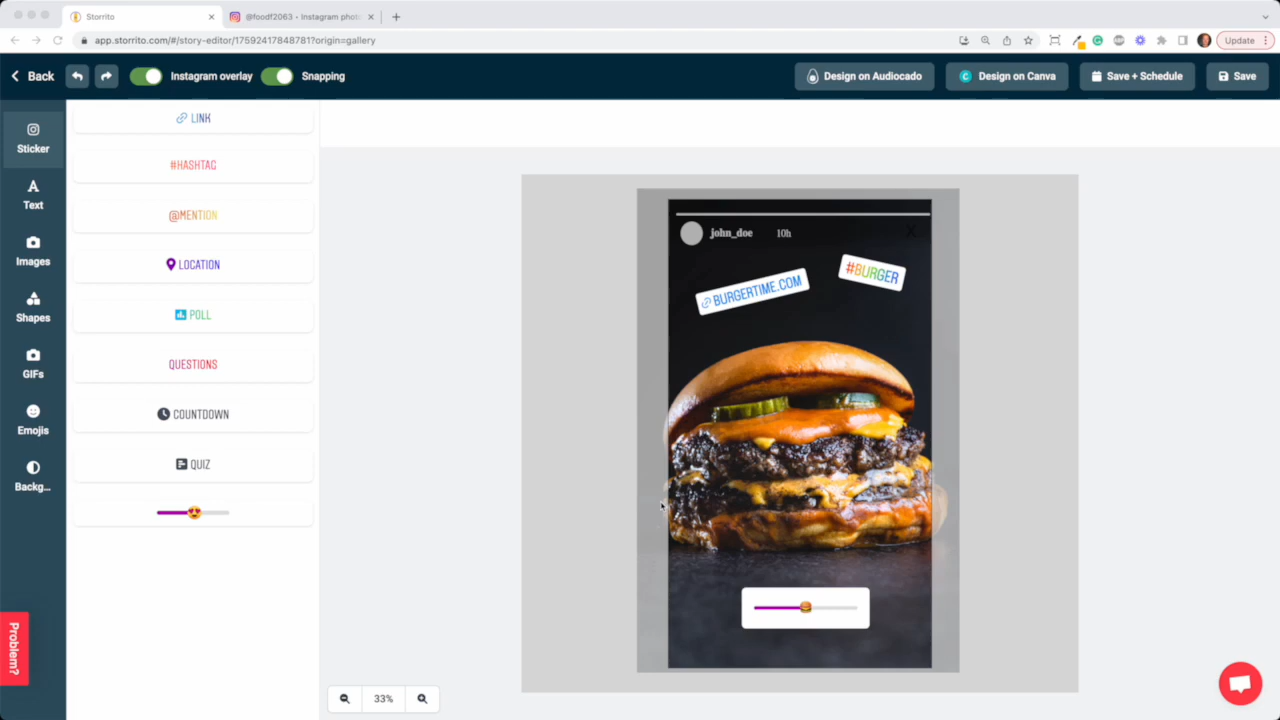 Storrito
@foodf2063 • Instagram phot
app.storrito.com/#/story-editor/17592417848781?origin=gallery
Update
Back
Instagram overlay
Snapping
Design on Audiocado
Design on Canva
Save + Schedule
Save
Sticker
Text
Images
Shapes
GIFs
Emojis
Backg...
LINK
#HASHTAG
@MENTION
LOCATION
POLL
QUESTIONS
COUNTDOWN
QUIZ
john_doe 10h
X
BURGERTIME.COM
#BURGER
Problem?
33%